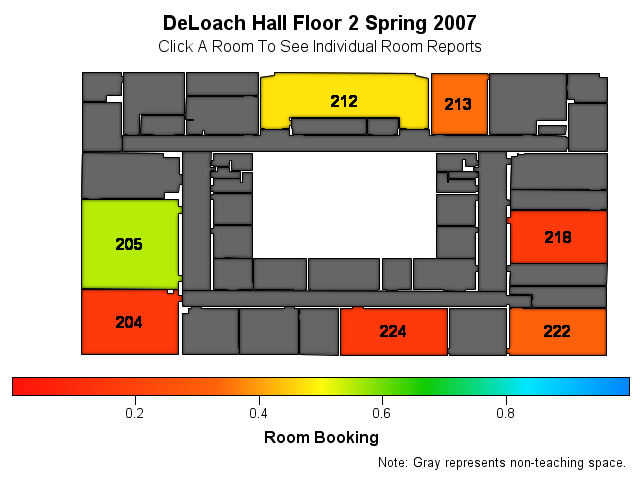 DeLoach Hall Floor 2 Spring 2007
Click A Room To See Individual Room Reports
212
213
205
218
204
224
222
0.2
0.4
0.6
0.8
Room Booking
Note: Gray represents non-teaching space.